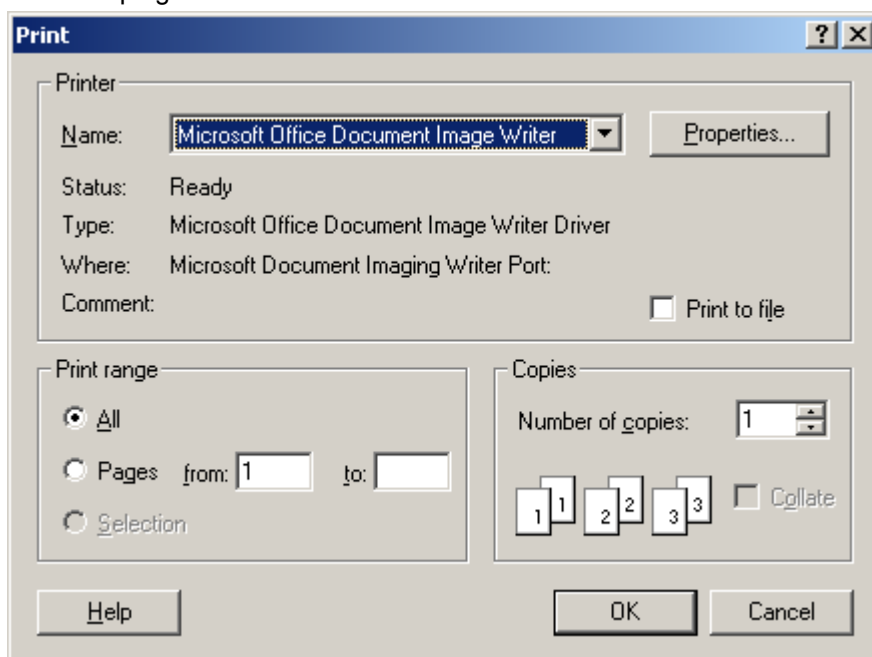 Print
Printer
Name: Microsoft Office Document Image Writer Properties...
Status: Ready
Type: Microsoft Office Document Image Writer Driver
Where: Microsoft Document Imaging Writer Port:
Comment: Print to file
Print range
All
Pages from: 1 to:
Selection
Copies
Number of copies: 1
1 1 2 2 3 3 Collate
Help OK Cancel